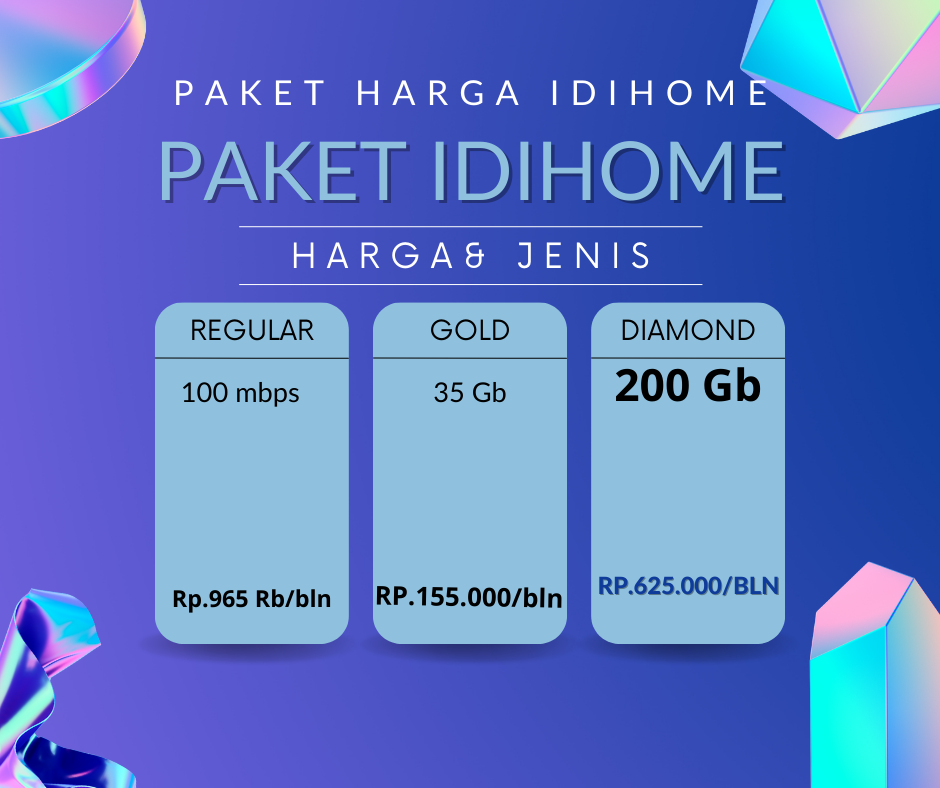 PAKET HARGA IDIHOME
PAKET IDIHOME
HARGA& JENIS
REGULAR
100 mbps
Rp.965 Rb/bln
GOLD
35 Gb
RP.155.000/bln
DIAMOND
200 Gb
RP.625.000/BLN